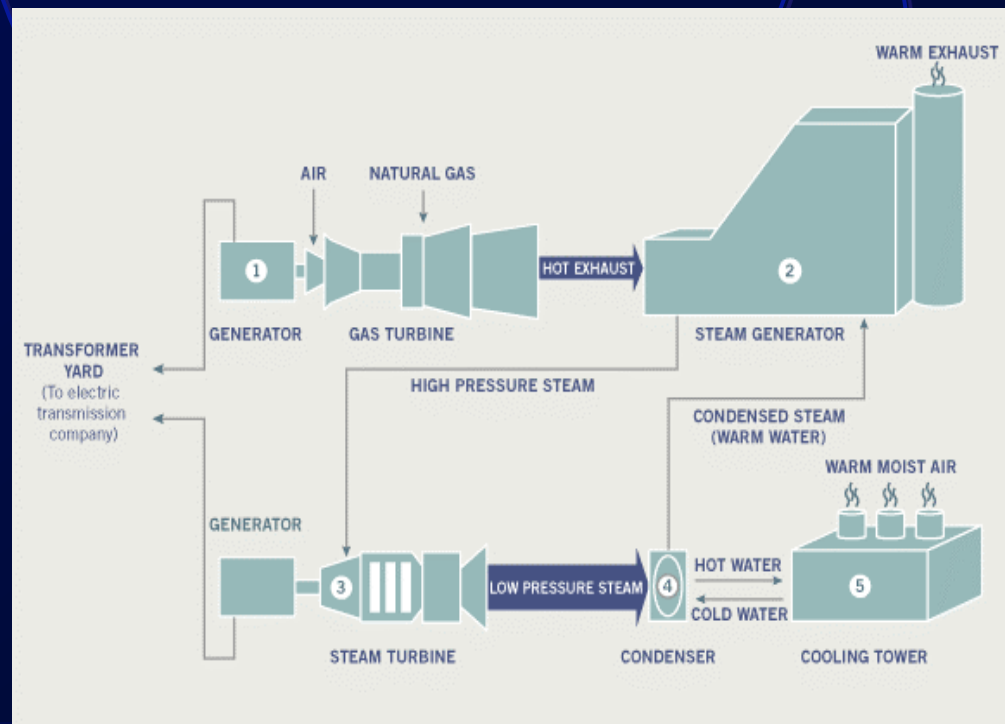 WARM EXHAUST
AIR
NATURAL GAS
1
HOT EXHAUST
2
GENERATOR
GAS TURBINE
STEAM GENERATOR
TRANSFORMER
YARD
(To electric
transmission
company)
HIGH PRESSURE STEAM
CONDENSED STEAM
(WARM WATER)
WARM MOIST AIR
GENERATOR
3
LOW PRESSURE STEAM
4
HOT WATER
COLD WATER
5
STEAM TURBINE
CONDENSER
COOLING TOWER